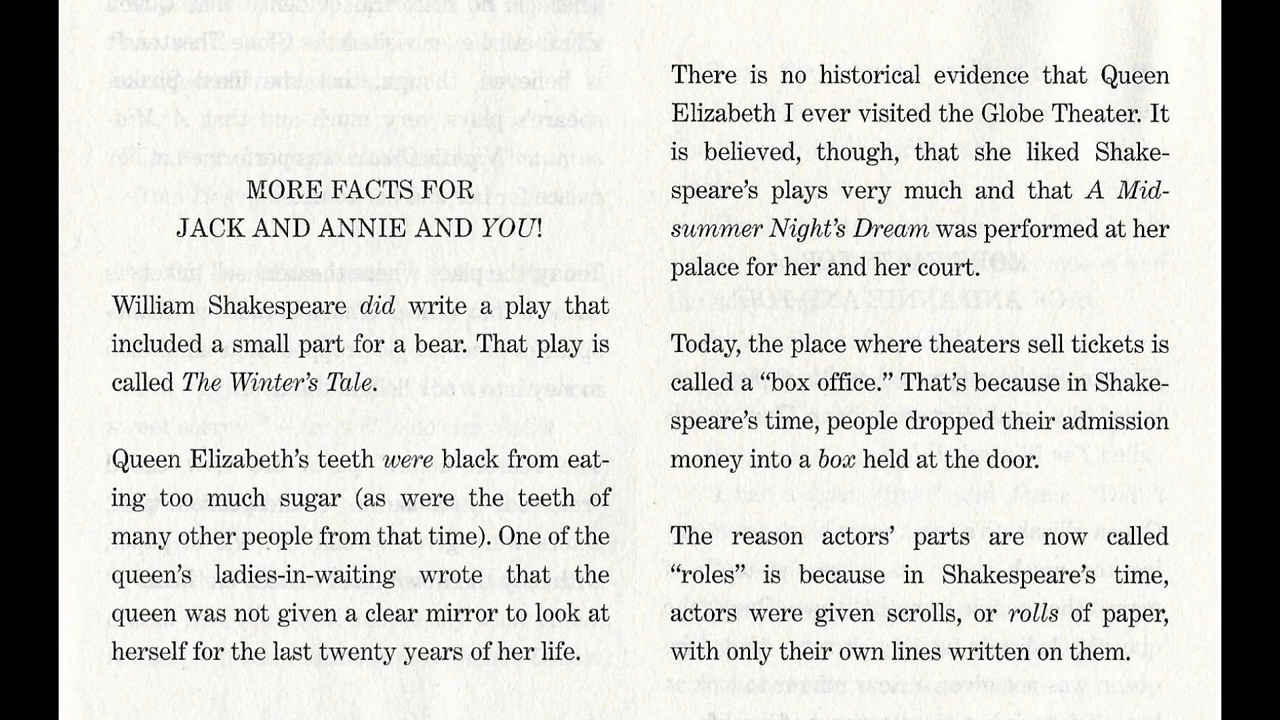 MORE FACTS FOR
JACK AND ANNIE AND YOU!
William Shakespeare did write a play that
included a small part for a bear. That play is
called The Winter's Tale.
Queen Elizabeth's teeth were black from eat-
ing too much sugar (as were the teeth of
many other people from that time). One of the
queen's ladies-in-waiting wrote that the
queen was not given a clear mirror to look at
herself for the last twenty years of her life.
There is no historical evidence that Queen
Elizabeth I ever visited the Globe Theater. It
is believed, though, that she liked Shake-
speare's plays very much and that A Mid-
summer Night's Dream was performed at her
palace for her and her court.
Today, the place where theaters sell tickets is
called a “box office.” That's because in Shake-
speare's time, people dropped their admission
money into a box held at the door.
The reason actors' parts are now called
“roles” is because in Shakespeare's time,
actors were given scrolls, or rolls of paper,
with only their own lines written on them.